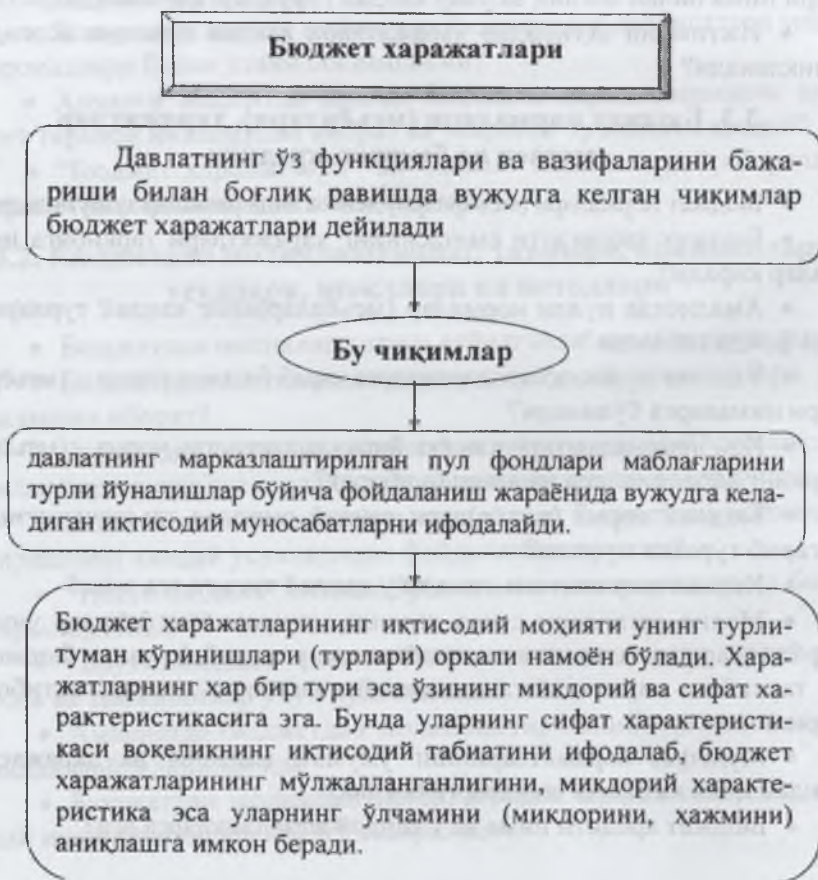 Бюджет харажатлари
Давлатнинг ўз функциялари ва вазифаларини бажа-
риши билан боғлиқ равишда вужудга келган чиқимлар
бюджет харажатлари дейилади
Бу чиқимлар
давлатнинг марказлаштирилган пул фондлари маблағларини
турли йўналишлар бўйича фойдаланиш жараёнида вужудга кела-
диган иқтисодий муносабатларни ифодалайди.
Бюджет харажатларининг иқтисодий моҳияти унинг турли-
туман кўринишлари (турлари) орқали намоён бўлади. Хара-
жатларнинг ҳар бир тури эса ўзининг миқдорий ва сифат ха-
рактеристикасига эга. Бунда уларнинг сифат характеристи-
каси воқеликнинг иқтисодий табиатини ифодалаб, бюджет
харажатларининг мўлжалланганлигини, миқдорий характе-
ристика эса уларнинг ўлчамини (миқдорини, ҳажмини)
аниқлашга имкон беради.